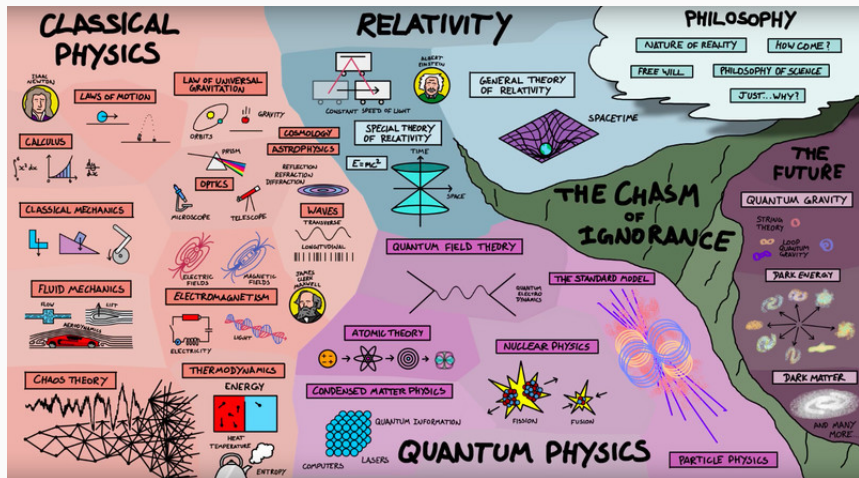 CLASSICAL
PHYSICS
ISAAC
NEWTON
LAWS OF MOTION
LAW OF UNIVERSAL
GRAVITATION
GRAVITY
ORBITS
CALCULUS
∫x² dx
dy
dx
PRISM
COSMOLOGY
ASTROPHYSICS
REFLECTION
REFRACTION
DIFFRACTION
OPTICS
MICROSCOPE
TELESCOPE
CLASSICAL MECHANICS
WAVES
TRANSVERSE
LONGITUDINAL
ELECTRIC
FIELDS
MAGNETIC
FIELDS
JAMES
CLERK
MAXWELL
FLUID MECHANICS
FLOW
LIFT
AERODYNAMICS
ELECTROMAGNETISM
ELECTRICITY
LIGHT
CHAOS THEORY
THERMODYNAMICS
ENERGY
HEAT
TEMPERATURE
ENTROPY
RELATIVITY
ALBERT
EINSTEIN
CONSTANT SPEED OF LIGHT
GENERAL THEORY
OF RELATIVITY
SPACETIME
SPECIAL THEORY
OF RELATIVITY
E=mc²
TIME
SPACE
PHILOSOPHY
NATURE OF REALITY
HOW COME?
FREE WILL
PHILOSOPHY OF SCIENCE
JUST...WHY?
THE CHASM
OF
IGNORANCE
THE
FUTURE
QUANTUM GRAVITY
STRING
THEORY
LOOP
QUANTUM
GRAVITY
DARK ENERGY
DARK MATTER
AND MANY
MORE
QUANTUM FIELD THEORY
QUANTUM
ELECTRO
DYNAMICS
THE STANDARD MODEL
ATOMIC THEORY
NUCLEAR PHYSICS
FISSION
FUSION
CONDENSED MATTER PHYSICS
QUANTUM INFORMATION
LASERS
COMPUTERS
QUANTUM PHYSICS
PARTICLE PHYSICS